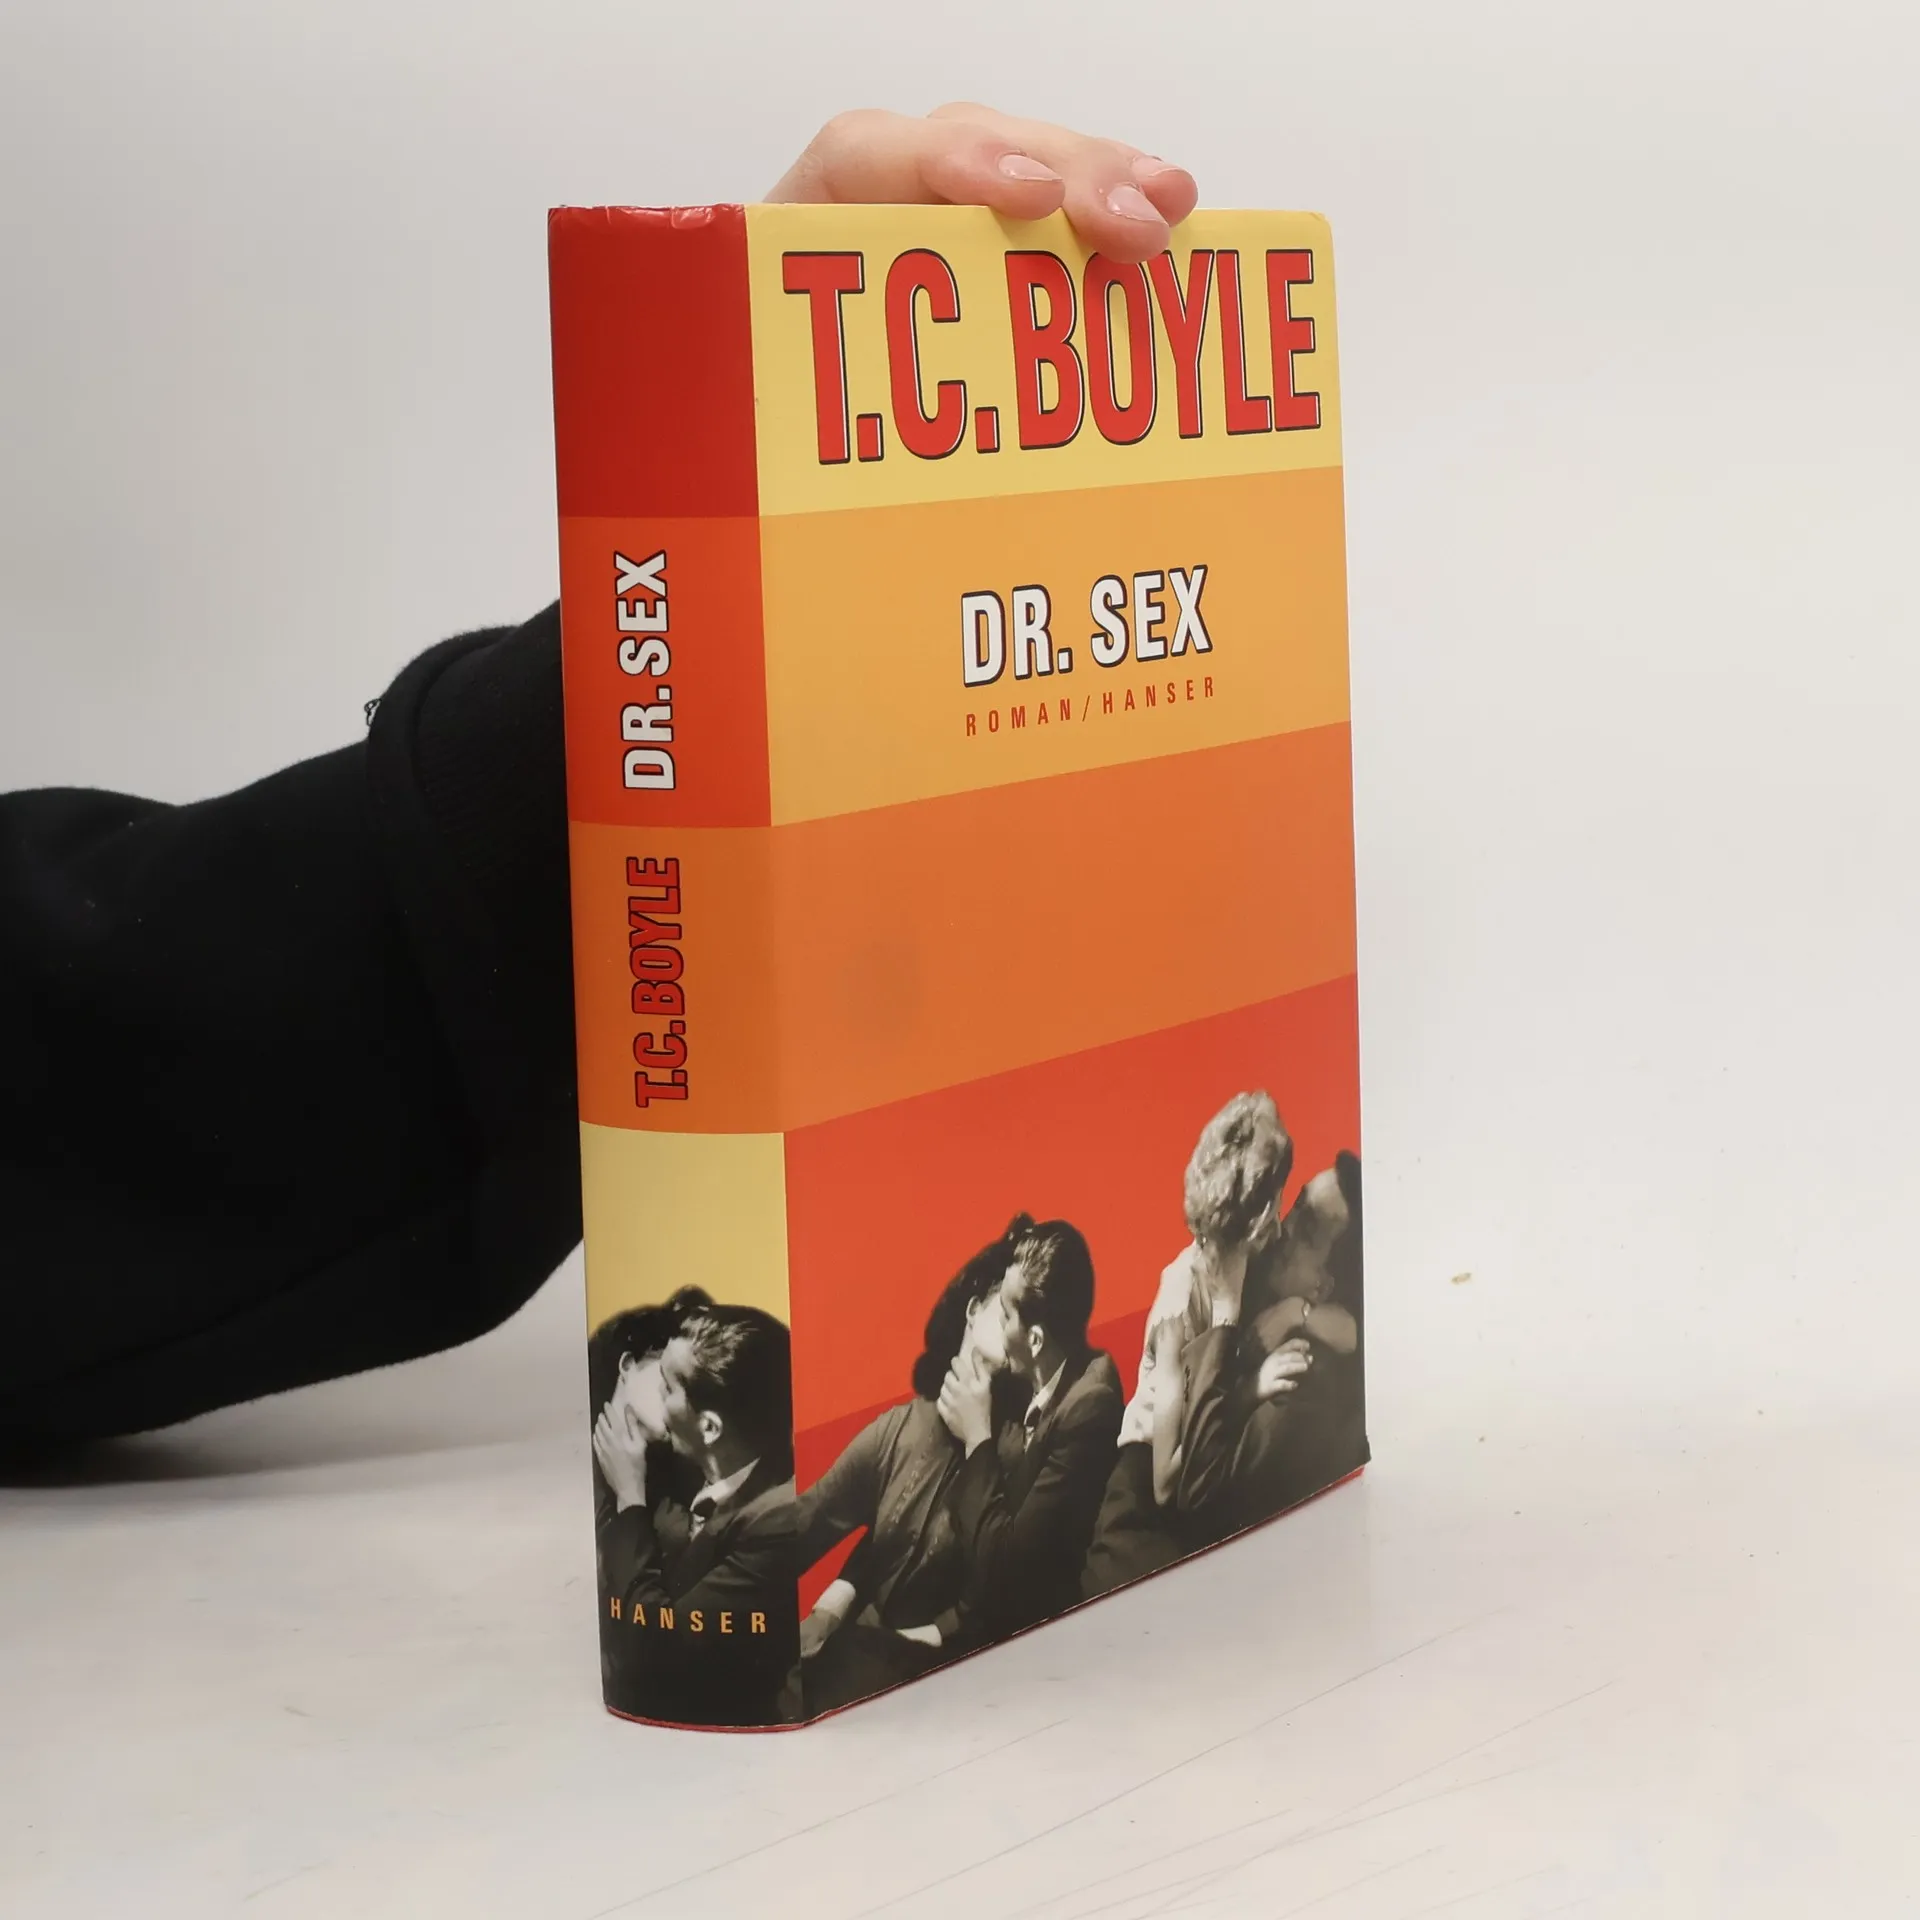 T.C. BOYLE
DR. SEX
ROMAN/HANSER
T.C. BOYLE DR. SEX
HANSER